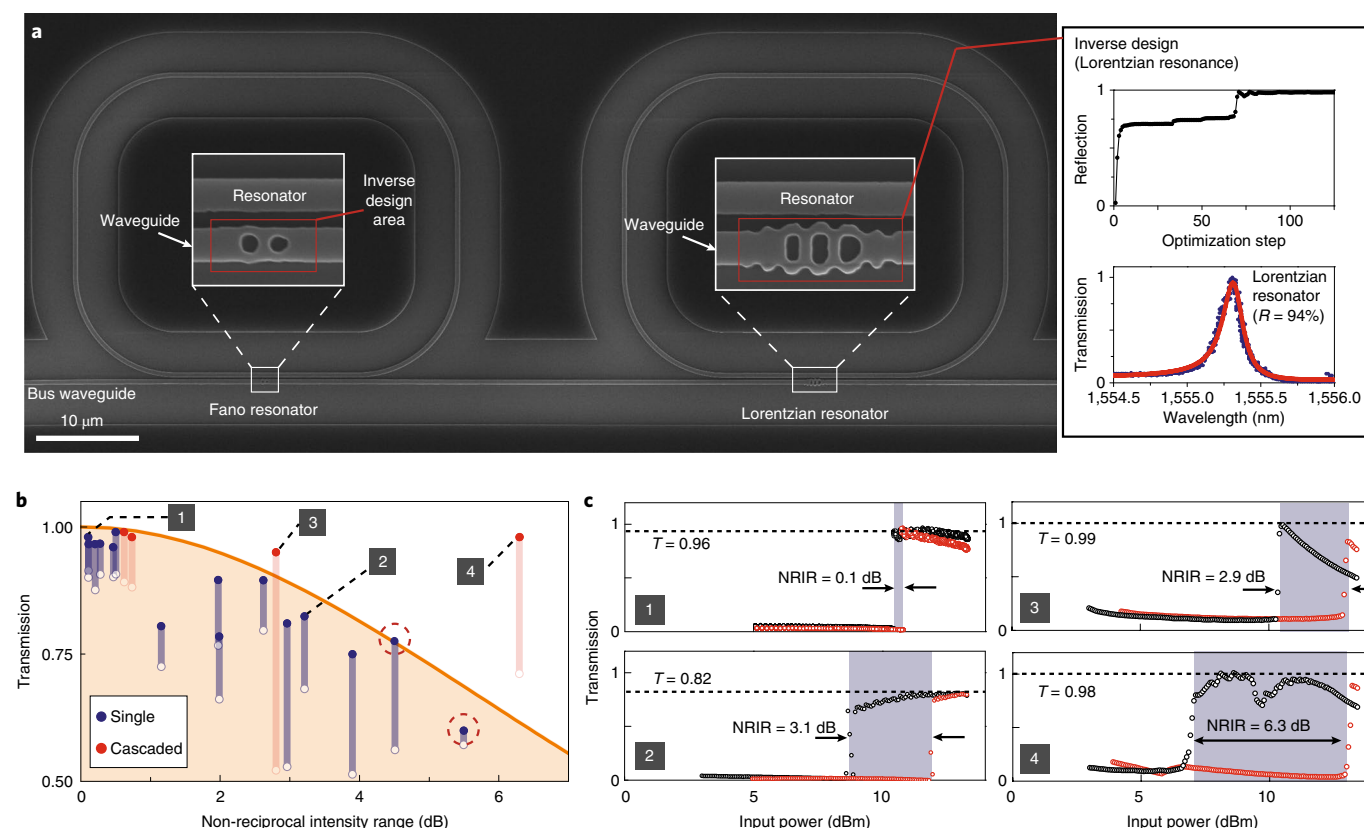 a
Resonator
Inverse
design
area
Waveguide
Resonator
Waveguide
Bus waveguide
Fano resonator
Lorentzian resonator
10 μm
Inverse design
(Lorentzian resonance)
1
Reflection
0
0 50 100
Optimization step
1
Transmission
Lorentzian
resonator
(R = 94%)
0
1,554.5 1,555.0 1,555.5 1,556.0
Wavelength (nm)
b
1.00
0.75
0.50
Transmission
1
3
2
4
Single
Cascaded
0 2 4 6
Non-reciprocal intensity range (dB)
c
Transmission
1
T = 0.96
NRIR = 0.1 dB
1
0
1
T = 0.82
NRIR = 3.1 dB
2
0
0 5 10
Input power (dBm)
1
T = 0.99
NRIR = 2.9 dB
3
0
1
T = 0.98
NRIR = 6.3 dB
4
0
0 5 10
Input power (dBm)